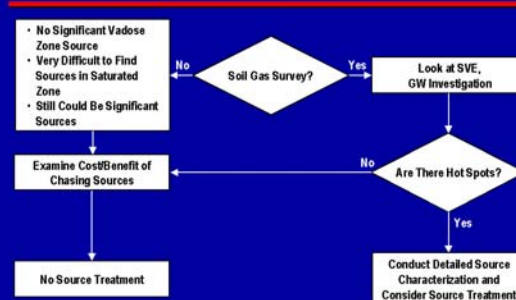 • No Significant Vadose
Zone Source
• Very Difficult to Find
Sources in Saturated
Zone
• Still Could Be Significant
Sources
No
Soil Gas Survey?
Yes
Look at SVE,
GW Investigation
Examine Cost/Benefit of
Chasing Sources
No
Are There Hot Spots?
Yes
No Source Treatment
Conduct Detailed Source
Characterization and
Consider Source Treatment